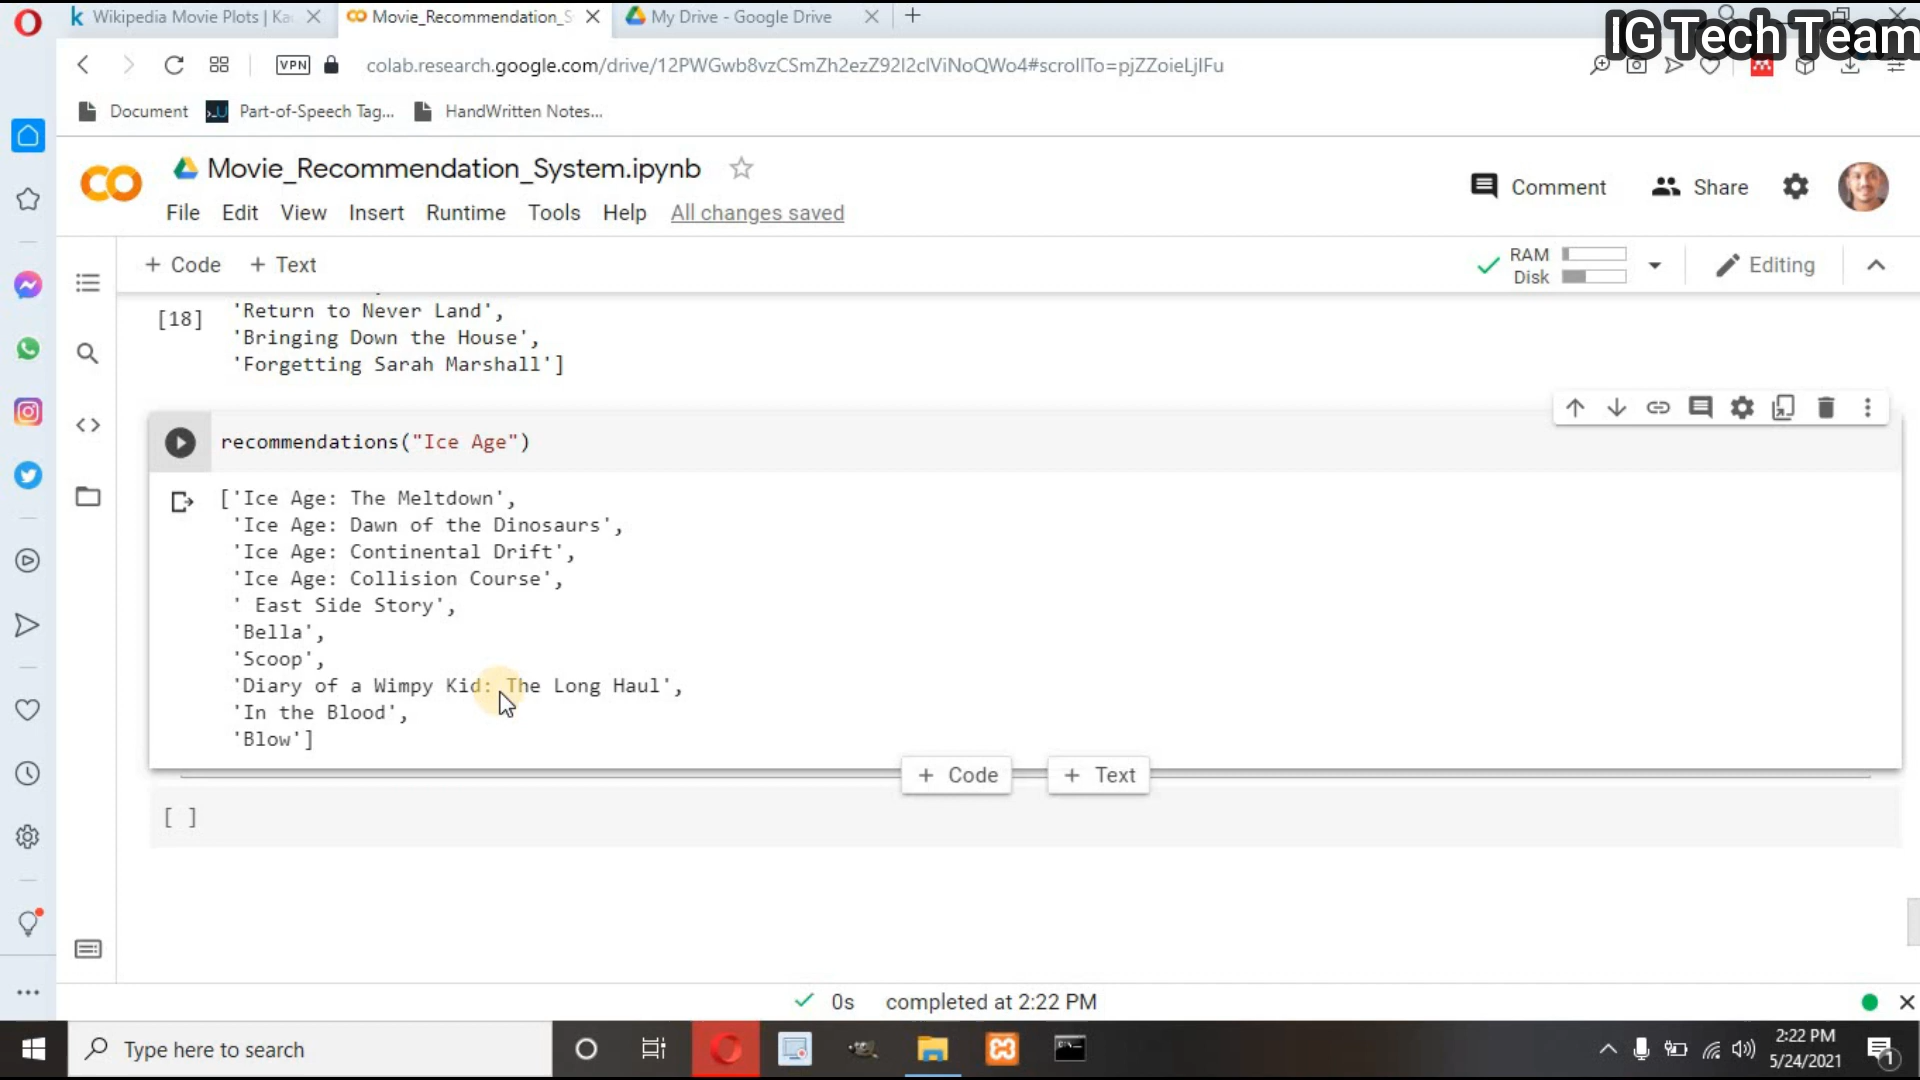 Wikipedia Movie Plots | Ka
Movie_Recommendation_S
My Drive - Google Drive
IG Tech Team
VPN
colab.research.google.com/drive/12PWGwb8vzCSmZh2ezZ92l2clViNoQWo4#scrollTo=pjZZoieLjlFu
Document
Part-of-Speech Tag...
HandWritten Notes...
Movie_Recommendation_System.ipynb
Comment
Share
File Edit View Insert Runtime Tools Help All changes saved
+ Code + Text
RAM
Disk
Editing
[18]
'Return to Never Land',
'Bringing Down the House',
'Forgetting Sarah Marshall']
recommendations("Ice Age")
['Ice Age: The Meltdown',
'Ice Age: Dawn of the Dinosaurs',
'Ice Age: Continental Drift',
'Ice Age: Collision Course',
' East Side Story',
'Bella',
'Scoop',
'Diary of a Wimpy Kid: The Long Haul',
'In the Blood',
'Blow']
+ Code + Text
[ ]
0s completed at 2:22 PM
Type here to search
2:22 PM
5/24/2021
1